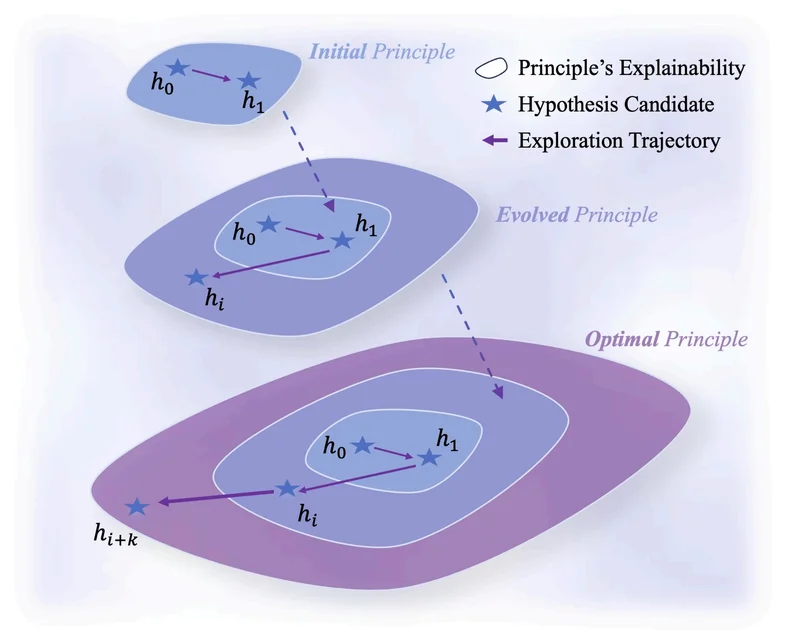 Initial Principle
h₀
h₁
Principle's Explainability
Hypothesis Candidate
Exploration Trajectory
Evolved Principle
h₀
h₁
hᵢ
Optimal Principle
h₀
h₁
hᵢ
hᵢ₊ₖ